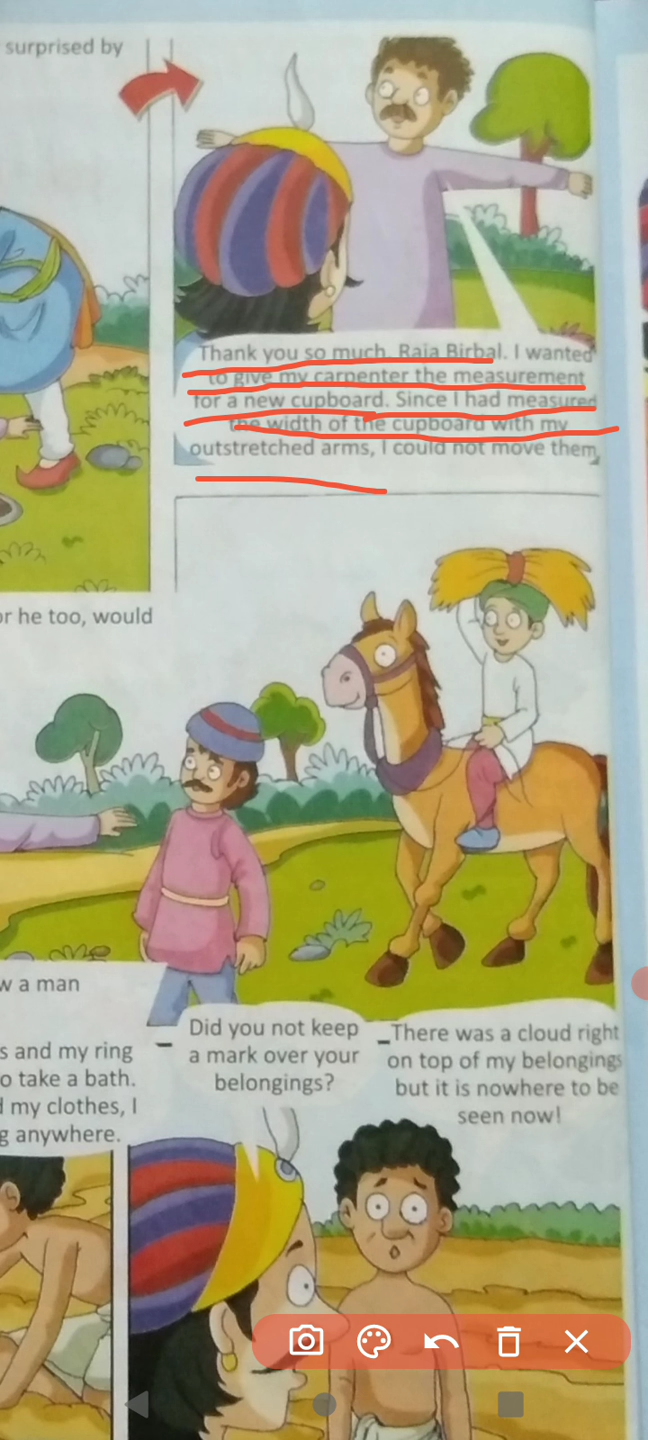 surprised by
Thank you so much, Raja Birbal. I wanted
to give my carpenter the measurement
for a new cupboard. Since I had measured
the width of the cupboard with my
outstretched arms, I could not move them
or he too, would
w a man
s and my ring
o take a bath.
my clothes, I
g anywhere.
Did you not keep
a mark over your
belongings?
There was a cloud right
on top of my belongings
but it is nowhere to be
seen now!